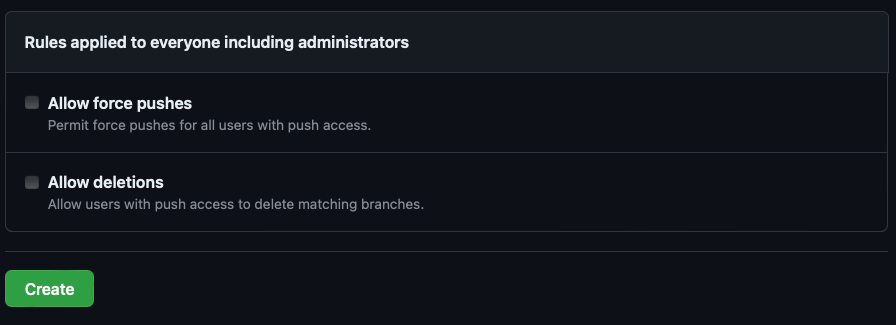 Rules applied to everyone including administrators
Allow force pushes
Permit force pushes for all users with push access.
Allow deletions
Allow users with push access to delete matching branches.
Create